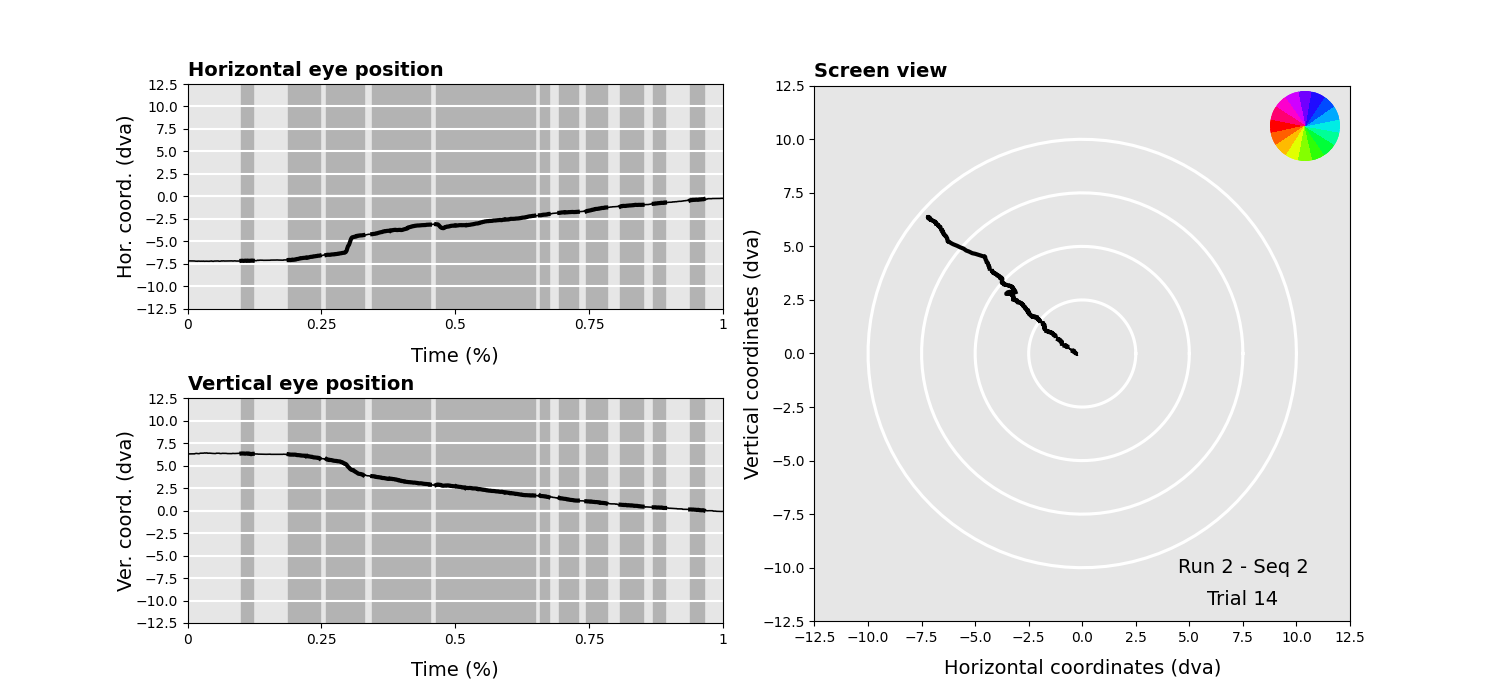 Horizontal eye position
12.5
10.0
7.5
5.0
2.5
0.0
−2.5
−5.0
−7.5
−10.0
−12.5
Hor. coord. (dva)
0 0.25 0.5 0.75 1
Time (%)
Vertical eye position
12.5
10.0
7.5
5.0
2.5
0.0
−2.5
−5.0
−7.5
−10.0
−12.5
Ver. coord. (dva)
0 0.25 0.5 0.75 1
Time (%)
Screen view
12.5
10.0
7.5
5.0
2.5
0.0
−2.5
−5.0
−7.5
−10.0
−12.5
Vertical coordinates (dva)
Run 2 - Seq 2
Trial 14
−12.5 −10.0 −7.5 −5.0 −2.5 0.0 2.5 5.0 7.5 10.0 12.5
Horizontal coordinates (dva)